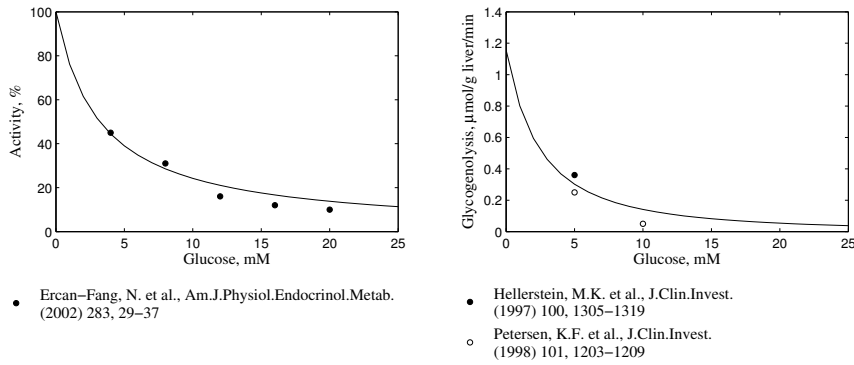 100
80
60
40
20
0
Activity, %
0 5 10 15 20 25
Glucose, mM
● Ercan−Fang, N. et al., Am.J.Physiol.Endocrinol.Metab.
(2002) 283, 29−37
1.4
1.2
1
0.8
0.6
0.4
0.2
0
Glycogenolysis, μmol/g liver/min
0 5 10 15 20 25
Glucose, mM
● Hellerstein, M.K. et al., J.Clin.Invest.
(1997) 100, 1305−1319
○ Petersen, K.F. et al., J.Clin.Invest.
(1998) 101, 1203−1209